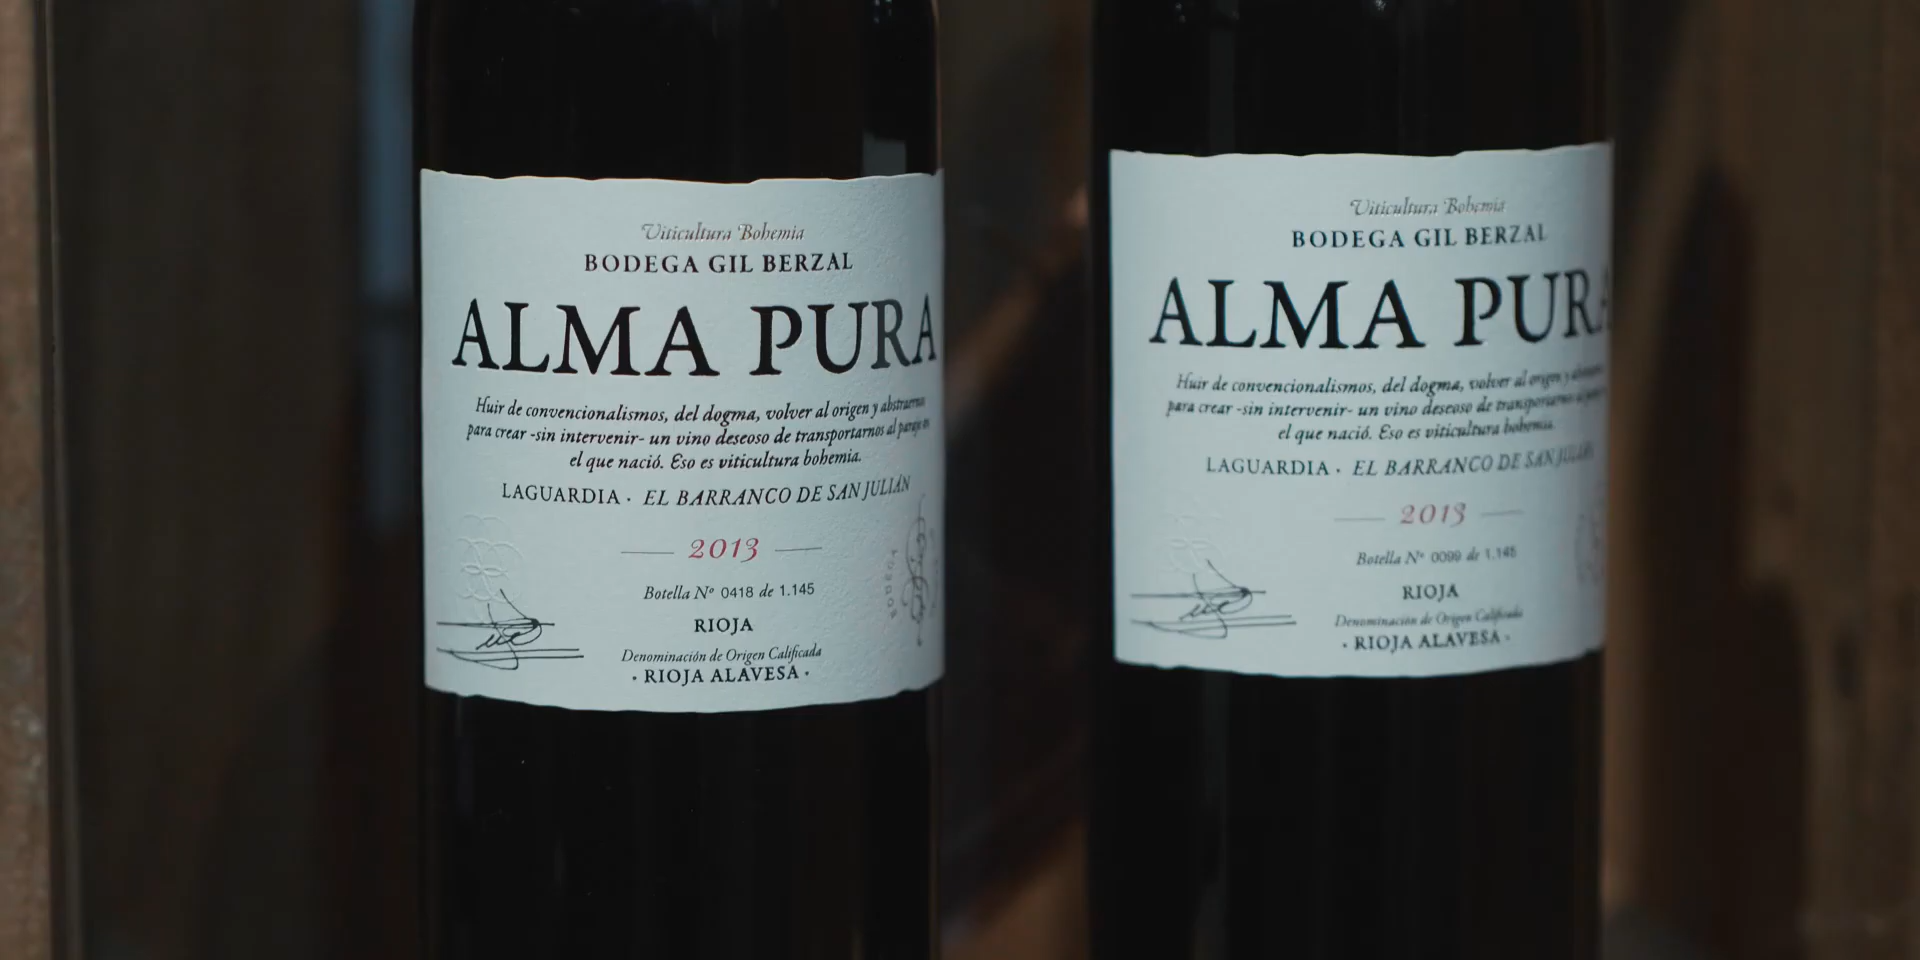 Viticultura Bohemia
BODEGA GIL BERZAL
ALMA PURA
Huir de convencionalismos, del dogma, volver al origen y abstraernos
para crear -sin intervenir- un vino deseoso de transportarnos al paraje en
el que nació. Eso es viticultura bohemia.
LAGUARDIA · EL BARRANCO DE SAN JULIÁN
2013
Botella Nº 0418 de 1.145
RIOJA
Denominación de Origen Calificada
· RIOJA ALAVESA ·
BODEGA
Viticultura Bohemia
BODEGA GIL BERZAL
ALMA PURA
Huir de convencionalismos, del dogma, volver al origen y
para crear -sin intervenir- un vino deseoso de transportarnos
el que nació. Eso es viticultura bohemia.
LAGUARDIA · EL BARRANCO DE SAN JULIÁN
2013
Botella Nº 0099 de 1.145
RIOJA
Denominación de Origen Calificada
· RIOJA ALAVESA ·